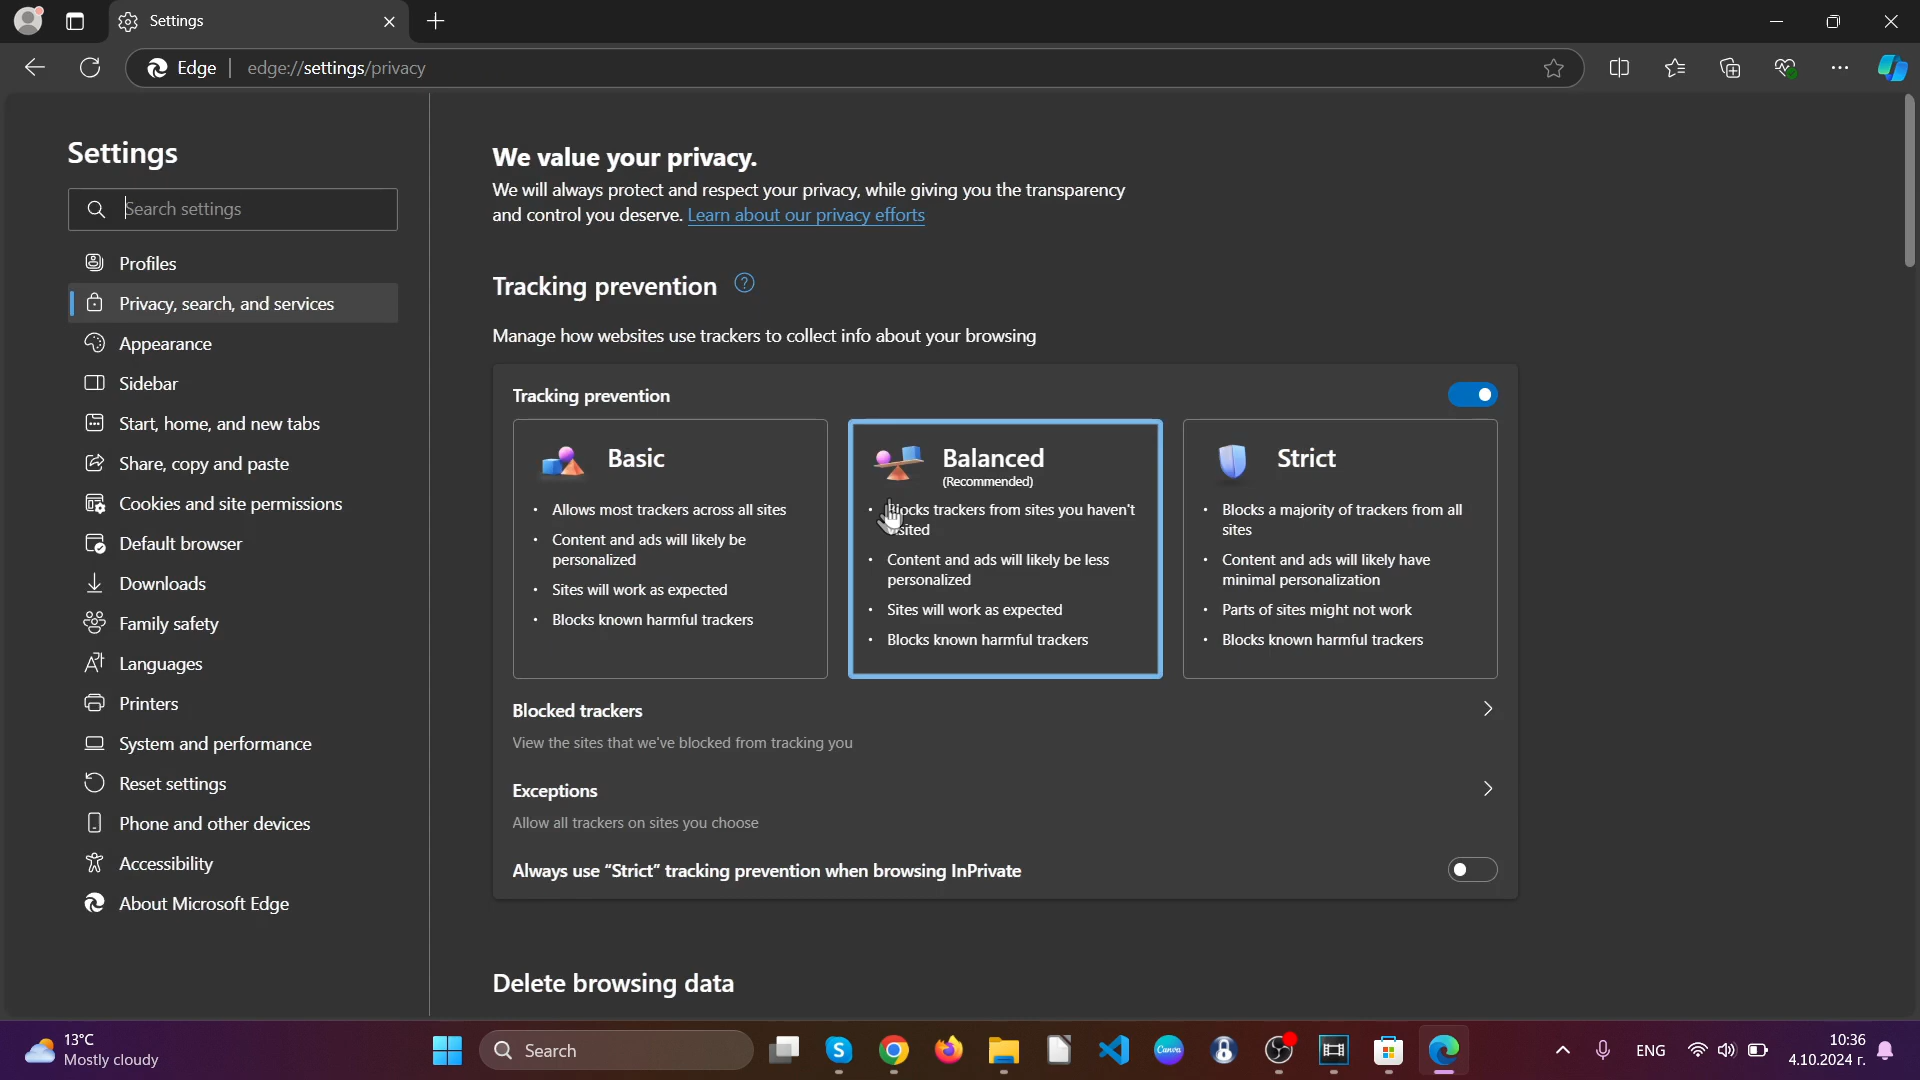 Settings
Edge
edge://settings/privacy
Settings
Search settings
Profiles
Privacy, search, and services
Appearance
Sidebar
Start, home, and new tabs
Share, copy and paste
Cookies and site permissions
Default browser
Downloads
Family safety
Languages
Printers
System and performance
Reset settings
Phone and other devices
Accessibility
About Microsoft Edge
We value your privacy.
We will always protect and respect your privacy, while giving you the transparency
and control you deserve. Learn about our privacy efforts
Tracking prevention
Manage how websites use trackers to collect info about your browsing
Tracking prevention
Basic
• Allows most trackers across all sites
• Content and ads will likely be
personalized
• Sites will work as expected
• Blocks known harmful trackers
Balanced
(Recommended)
• Blocks trackers from sites you haven't
visited
• Content and ads will likely be less
personalized
• Sites will work as expected
• Blocks known harmful trackers
Strict
• Blocks a majority of trackers from all
sites
• Content and ads will likely have
minimal personalization
• Parts of sites might not work
• Blocks known harmful trackers
Blocked trackers
View the sites that we've blocked from tracking you
Exceptions
Allow all trackers on sites you choose
Always use “Strict” tracking prevention when browsing InPrivate
Delete browsing data
13°C
Mostly cloudy
Search
Canva
ENG
10:36
4.10.2024 г.